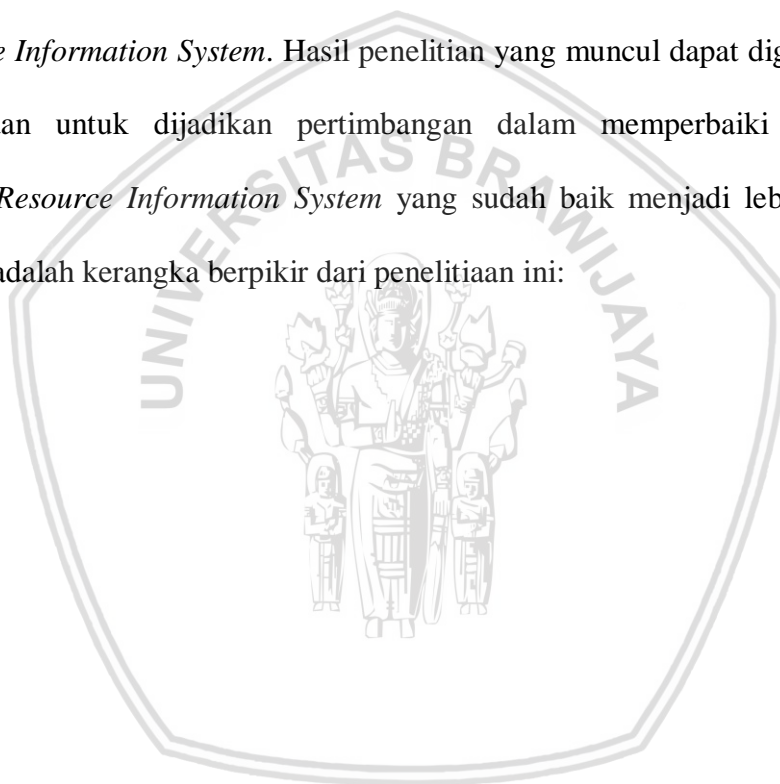 e Information System. Hasil penelitian yang muncul dapat dig
an untuk dijadikan pertimbangan dalam memperbaiki
Resource Information System yang sudah baik menjadi leb
adalah kerangka berpikir dari penelitiaan ini:
UNIVERSITAS BRAWIJAYA